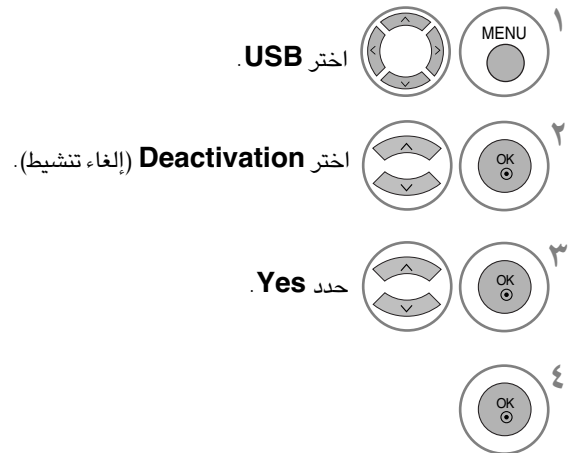 ١ MENU اختر USB.
٢ OK اختر Deactivation (إلغاء تنشيط).
٣ OK حدد Yes.
٤ OK